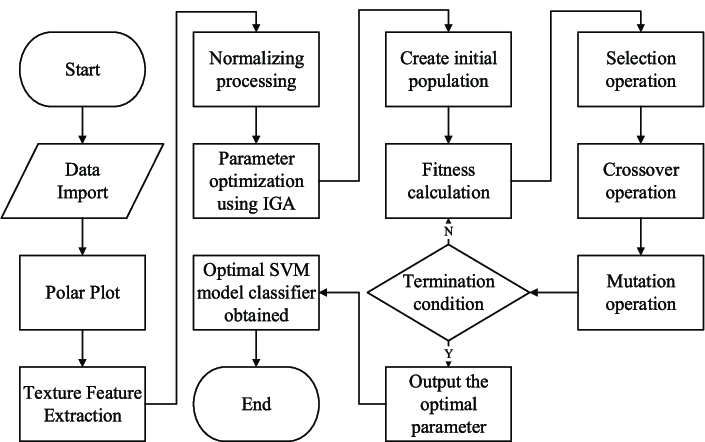 Start
Data
Import
Polar Plot
Texture Feature
Extraction
Normalizing
processing
Parameter
optimization
using IGA
Create initial
population
Fitness
calculation
Selection
operation
Crossover
operation
Mutation
operation
Termination
condition
N
Y
Output the
optimal
parameter
Optimal SVM
model classifier
obtained
End